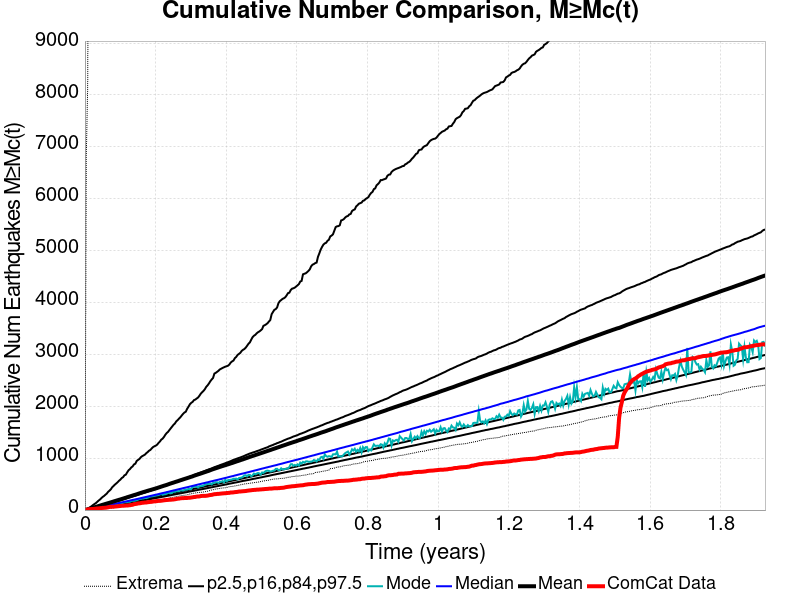 Cumulative Number Comparison, M≥Mc(t)
Cumulative Num Earthquakes M≥Mc(t)
9000
8000
7000
6000
5000
4000
3000
2000
1000
0
0 0.2 0.4 0.6 0.8 1 1.2 1.4 1.6 1.8
Time (years)
Extrema p2.5,p16,p84,p97.5 Mode Median Mean ComCat Data